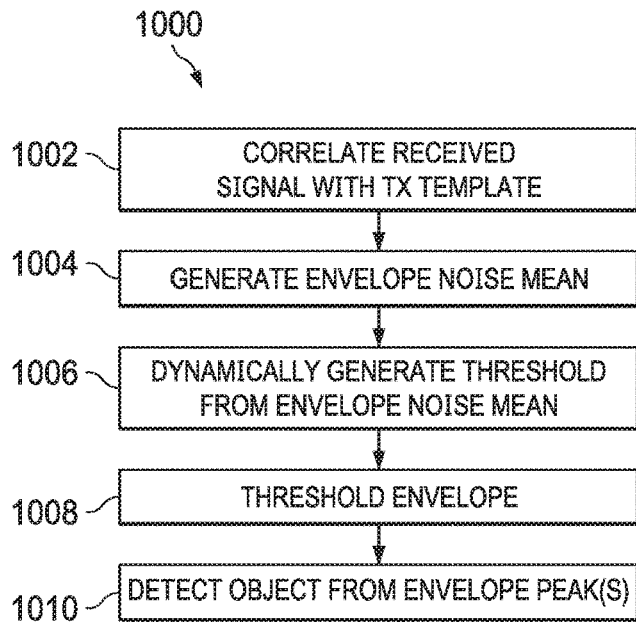 1000
1002
CORRELATE RECEIVED
SIGNAL WITH TX TEMPLATE
1004
GENERATE ENVELOPE NOISE MEAN
1006
DYNAMICALLY GENERATE THRESHOLD
FROM ENVELOPE NOISE MEAN
1008
THRESHOLD ENVELOPE
1010
DETECT OBJECT FROM ENVELOPE PEAK(S)